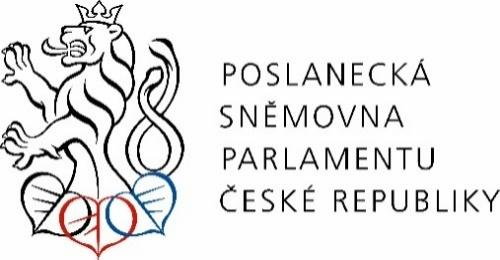 POSLANECKÁ
SNĚMOVNA
PARLAMENTU
ČESKÉ REPUBLIKY